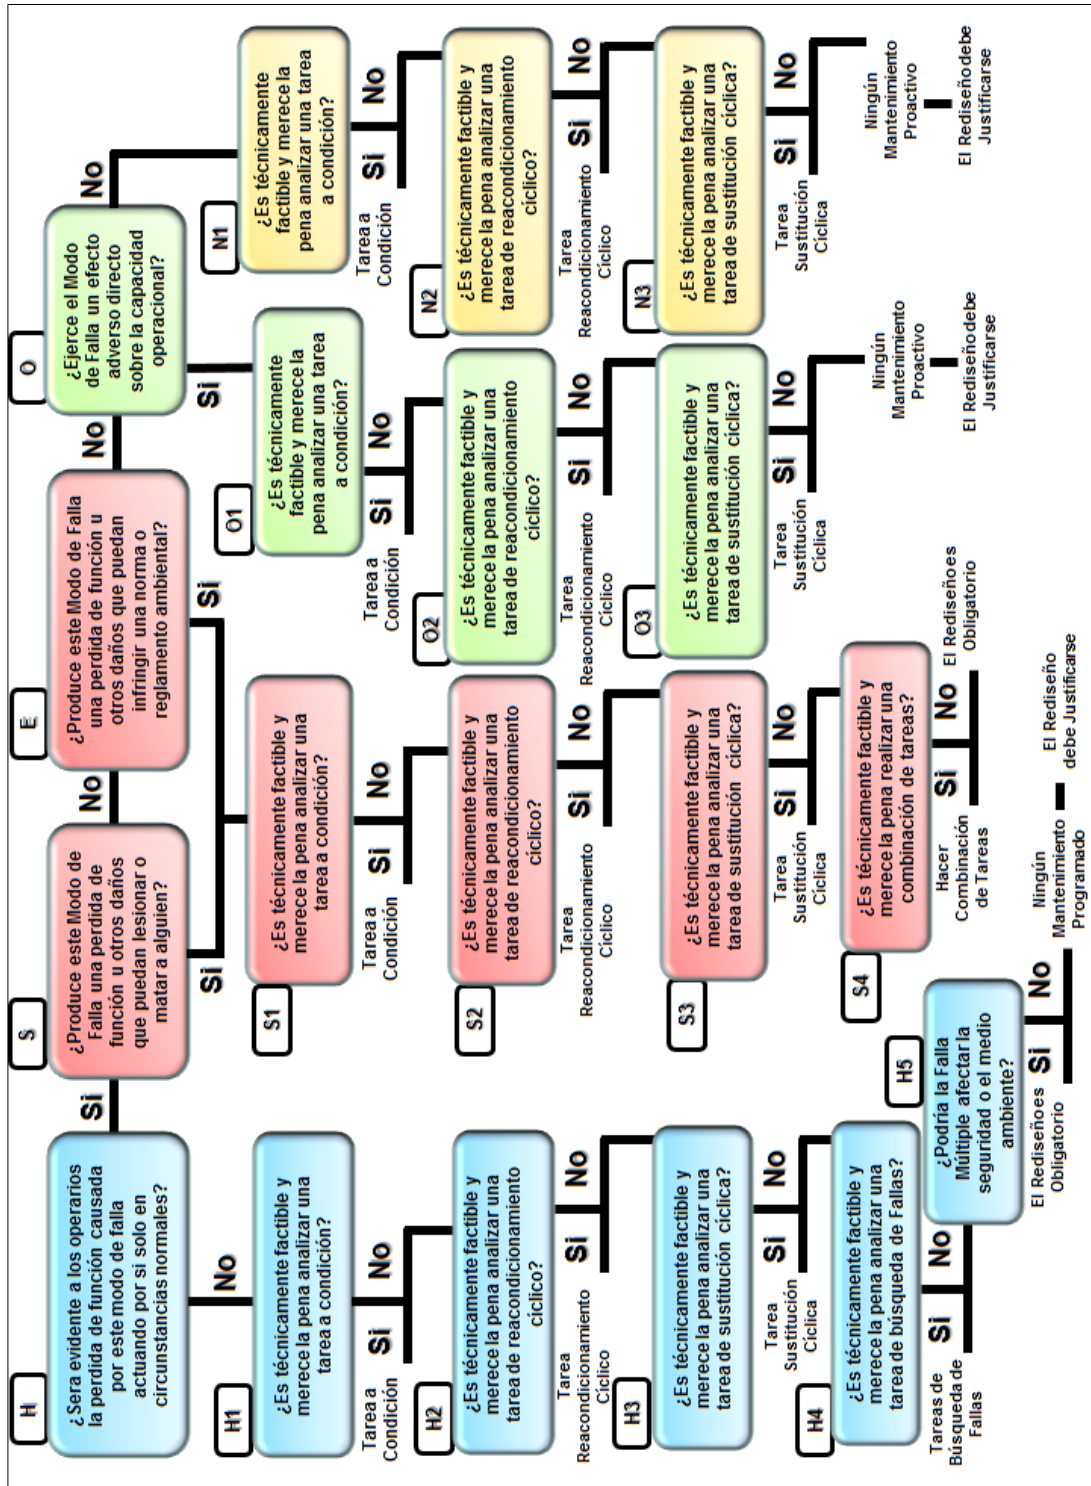 H
¿Sera evidente a los operarios
la perdida de función causada
por este modo de falla
actuando por si solo en
circunstancias normales?
Si
No
S
¿Produce este Modo de
Falla una perdida de
función u otros daños
que puedan lesionar o
matar a alguien?
No
Si
E
¿Produce este Modo de Falla
una perdida de función u
otros daños que puedan
infringir una norma o
reglamento ambiental?
No
Si
O
¿Ejerce el Modo
de Falla un efecto
adverso directo
sobre la capacidad
operacional?
No
Si
H1
¿Es técnicamente factible y
merece la pena analizar una
tarea a condición?
Si No
Tarea a
Condición
H2
¿Es técnicamente factible y
merece la pena analizar una
tarea de reacondicionamiento
cíclico?
Si No
Tarea
Reacondicionamiento
Cíclico
H3
¿Es técnicamente factible y
merece la pena analizar una
tarea de sustitución cíclica?
Si No
Tarea
Sustitución
Cíclica
H4
¿Es técnicamente factible y
merece la pena analizar una
tarea de búsqueda de Fallas?
Si No
Tareas de
Búsqueda de
Fallas
H5
¿Podría la Falla
Múltiple afectar la
seguridad o el medio
ambiente?
Si No
El Rediseño es
Obligatorio
Ningún
Mantenimiento
Programado
El Rediseño
debe Justificarse
S1
¿Es técnicamente factible y
merece la pena analizar una
tarea a condición?
Si No
Tarea a
Condición
S2
¿Es técnicamente factible y
merece la pena analizar una
tarea de reacondicionamiento
cíclico?
Si No
Tarea
Reacondicionamiento
Cíclico
S3
¿Es técnicamente factible y
merece la pena analizar una
tarea de sustitución cíclica?
Si No
Tarea
Sustitución
Cíclica
S4
¿Es técnicamente factible y
merece la pena realizar una
combinación de tareas?
Si No
Hacer
Combinación
de Tareas
El Rediseño es
Obligatorio
O1
¿Es técnicamente
factible y merece la
pena analizar una tarea
a condición?
Si No
Tarea a
Condición
O2
¿Es técnicamente factible y
merece la pena analizar una
tarea de reacondicionamiento
cíclico?
Si No
Tarea
Reacondicionamiento
Cíclico
O3
¿Es técnicamente factible y
merece la pena analizar una
tarea de sustitución cíclica?
Si No
Tarea
Sustitución
Cíclica
Ningún
Mantenimiento
Proactivo
El Rediseño debe
Justificarse
N1
¿Es técnicamente
factible y merece la
pena analizar una tarea
a condición?
Si No
Tarea a
Condición
N2
¿Es técnicamente factible y
merece la pena analizar una
tarea de reacondicionamiento
cíclico?
Si No
Tarea
Reacondicionamiento
Cíclico
N3
¿Es técnicamente factible y
merece la pena analizar una
tarea de sustitución cíclica?
Si No
Tarea
Sustitución
Cíclica
Ningún
Mantenimiento
Proactivo
El Rediseño debe
Justificarse